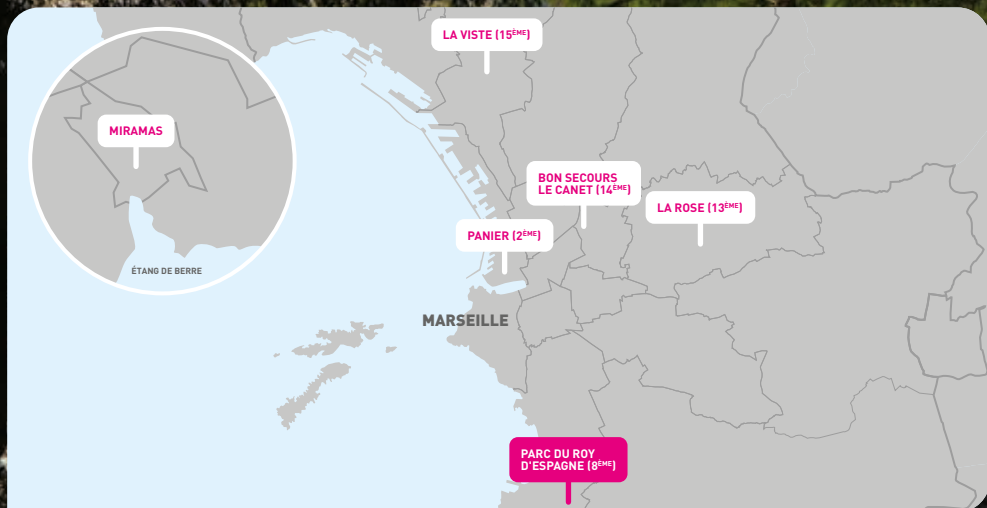 LA VISTE (15ÈME)
MIRAMAS
BON SECOURS
LE CANET (14ÈME)
LA ROSE (13ÈME)
PANIER (2ÈME)
ÉTANG DE BERRE
MARSEILLE
PARC DU ROY
D'ESPAGNE (8ÈME)